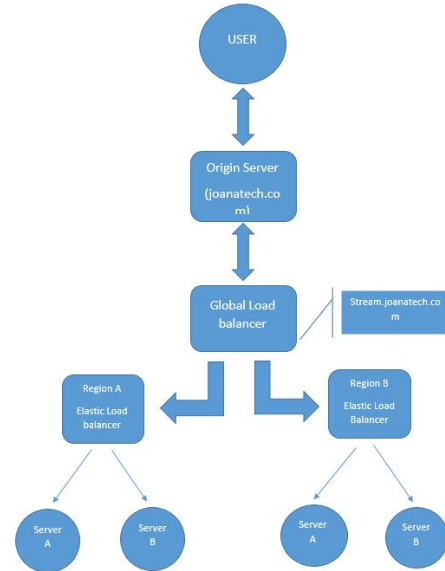 USER
Origin Server
(joanatech.co
m)
Global Load
balancer
Stream.joanatech.co
m
Region A
Elastic Load
balancer
Region B
Elastic Load
Balancer
Server
A
Server
B
Server
A
Server
B